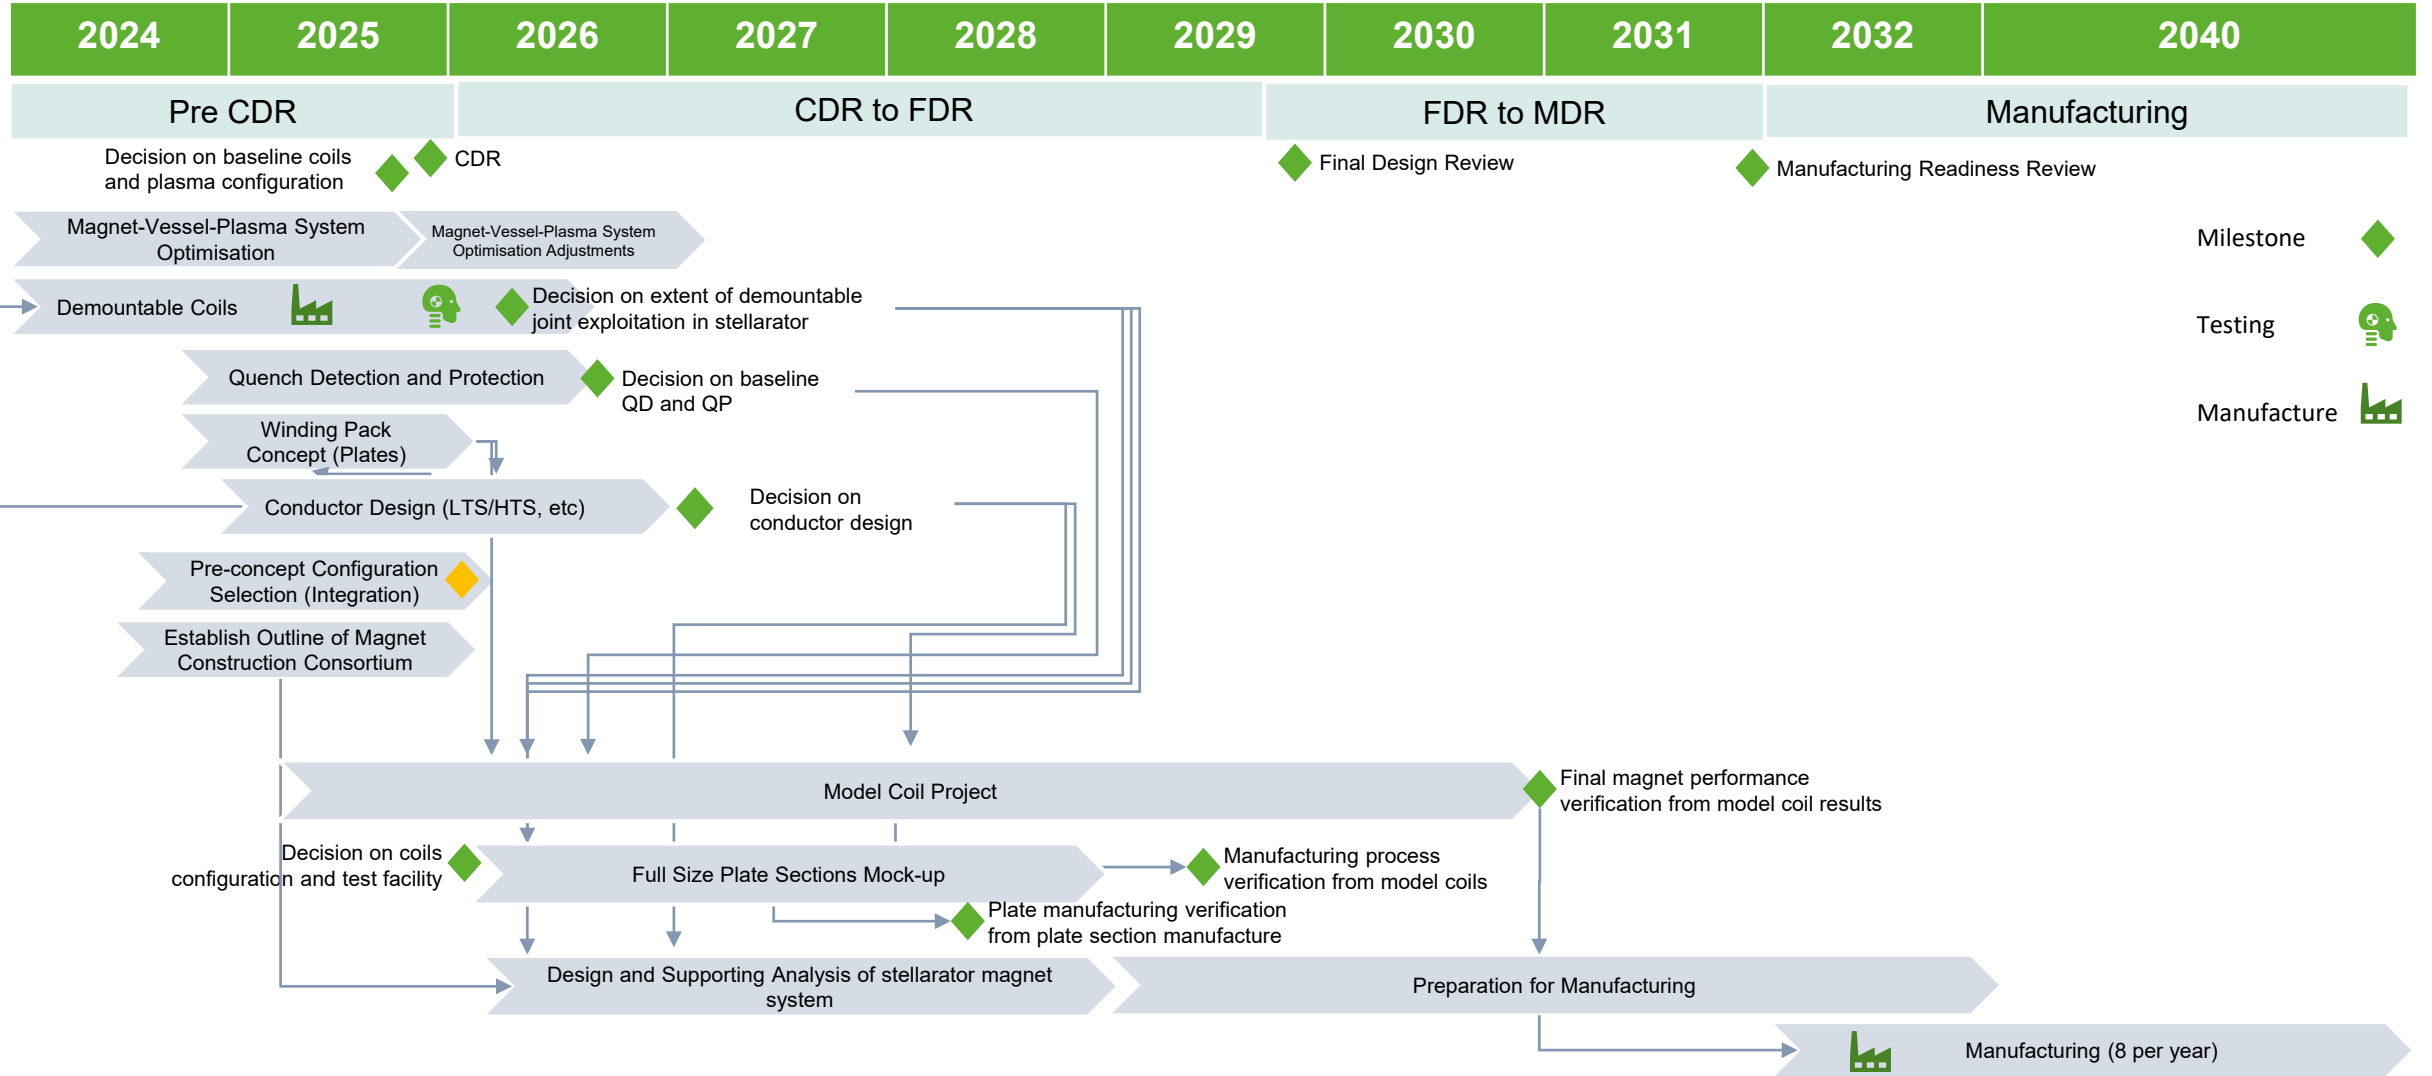 2024 2025 2026 2027 2028 2029 2030 2031 2032 2040
Pre CDR
CDR to FDR
FDR to MDR
Manufacturing
Decision on baseline coils
and plasma configuration
CDR
Final Design Review
Manufacturing Readiness Review
Magnet-Vessel-Plasma System
Optimisation
Magnet-Vessel-Plasma System
Optimisation Adjustments
Milestone
Demountable Coils
Decision on extent of demountable
joint exploitation in stellarator
Testing
Quench Detection and Protection
Decision on baseline
QD and QP
Manufacture
Winding Pack
Concept (Plates)
Conductor Design (LTS/HTS, etc)
Decision on
conductor design
Pre-concept Configuration
Selection (Integration)
Establish Outline of Magnet
Construction Consortium
Model Coil Project
Final magnet performance
verification from model coil results
Decision on coils
configuration and test facility
Full Size Plate Sections Mock-up
Manufacturing process
verification from model coils
Plate manufacturing verification
from plate section manufacture
Design and Supporting Analysis of stellarator magnet
system
Preparation for Manufacturing
Manufacturing (8 per year)